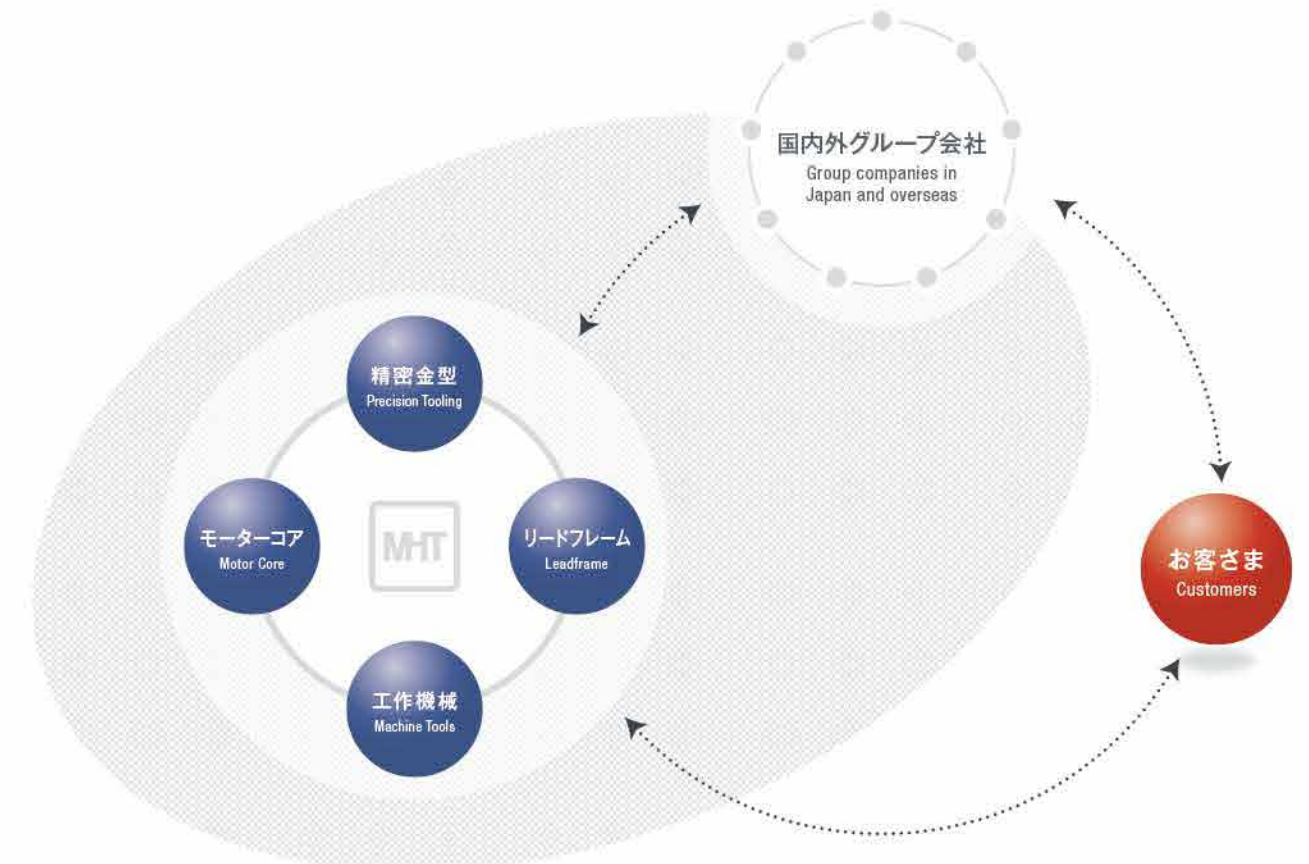 国内外グループ会社
Group companies in
Japan and overseas
精密金型
Precision Tooling
モーターコア
Motor Core
MHT
リードフレーム
Leadframe
お客さま
Customers
工作機械
Machine Tools